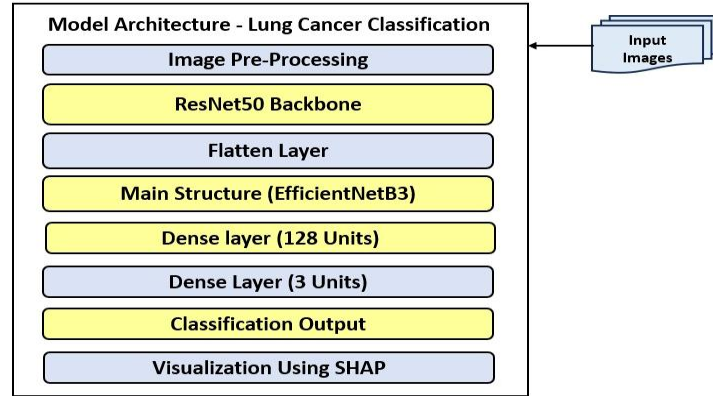 Model Architecture - Lung Cancer Classification
Image Pre-Processing
ResNet50 Backbone
Flatten Layer
Main Structure (EfficientNetB3)
Dense layer (128 Units)
Dense Layer (3 Units)
Classification Output
Visualization Using SHAP
Input
Images